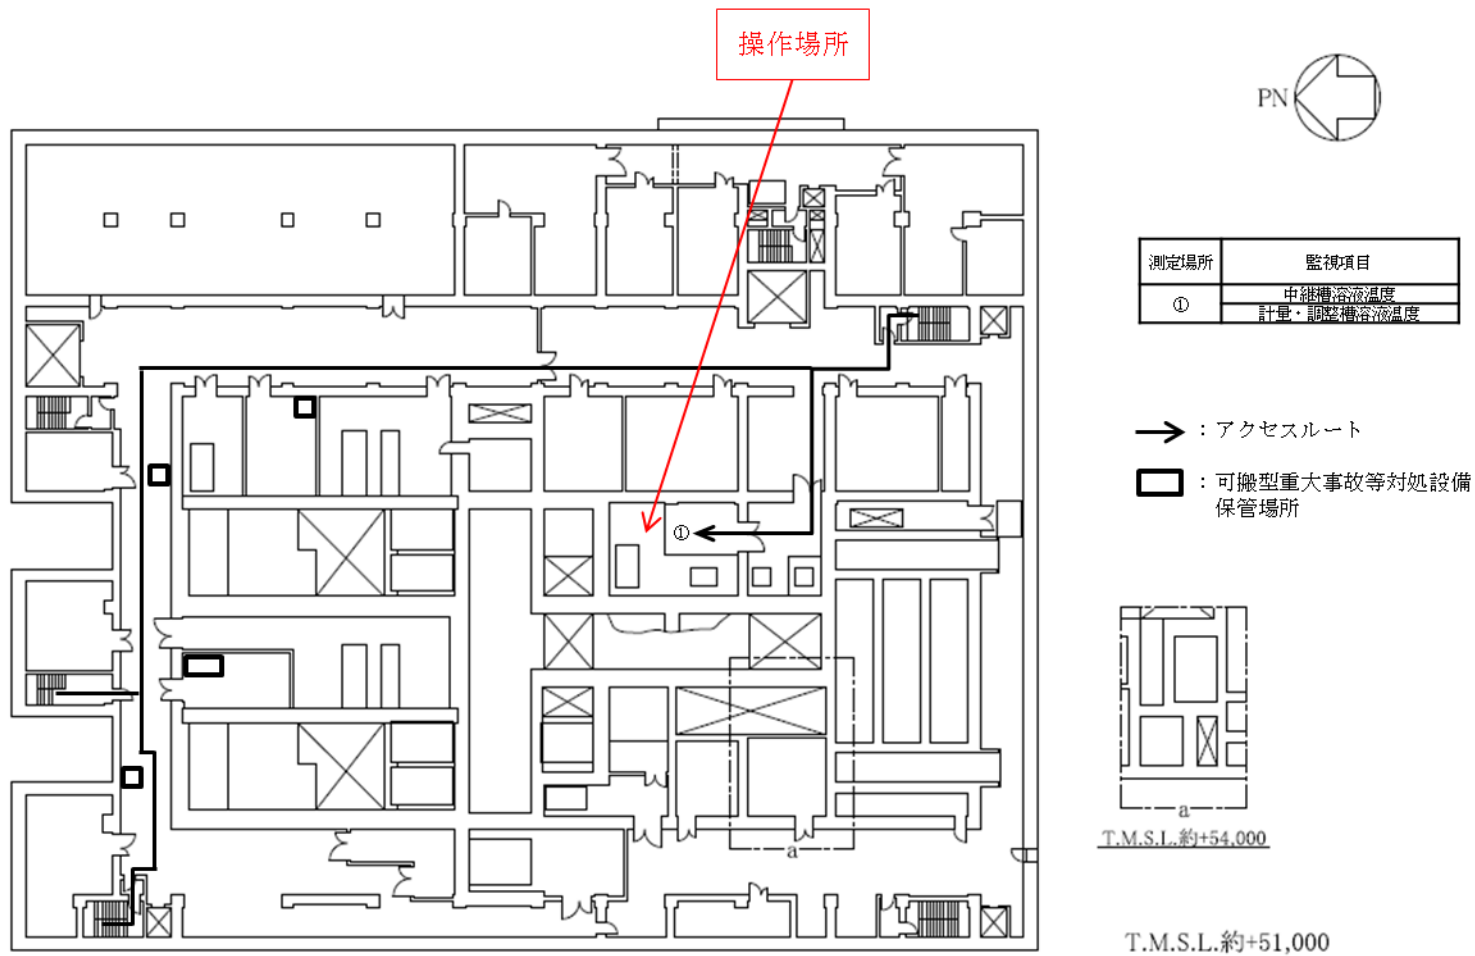 操作場所
PN
測定場所 監視項目
① 中継槽溶液温度
計量・調整槽溶液温度
：アクセスルート
：可搬型重大事故等対処設備
保管場所
①
a
a
T.M.S.L.約+54,000
T.M.S.L.約+51,000